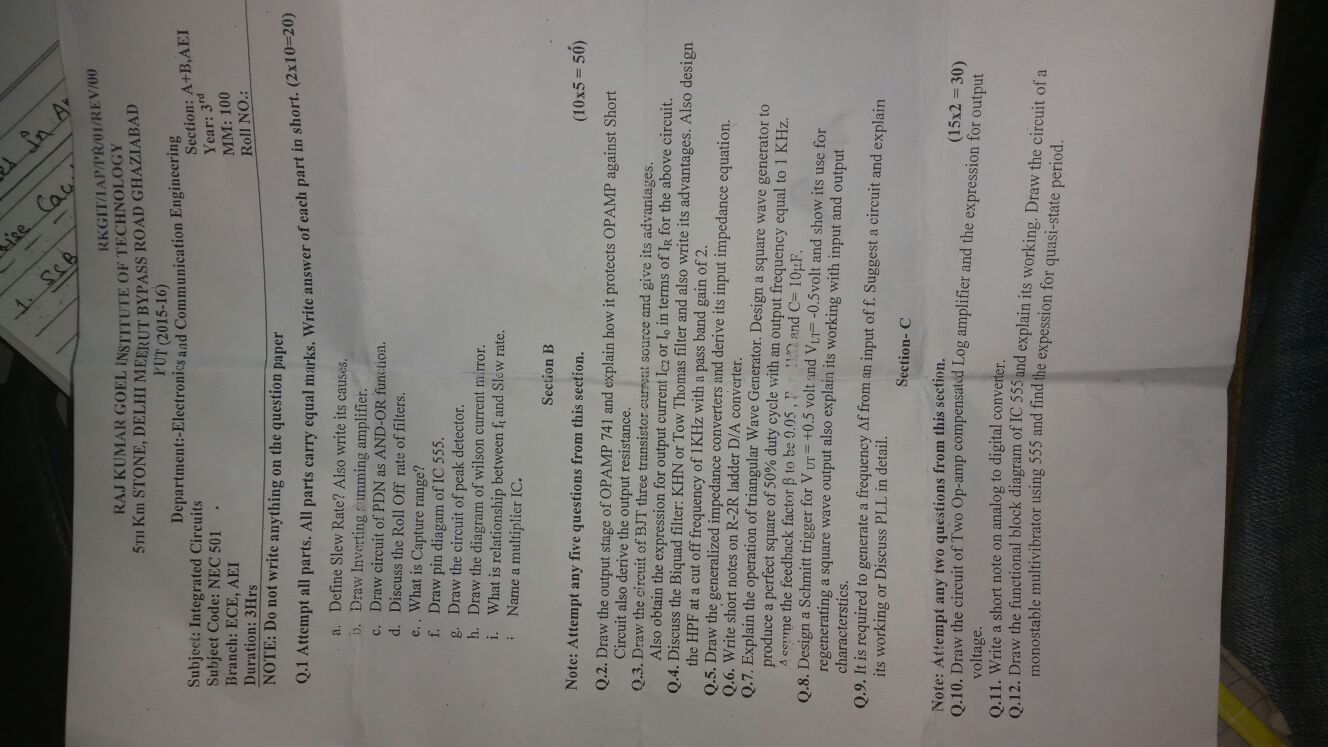 1. SSB
RKGIT/IAP/PR/01/REV/00
RAJ KUMAR GOEL INSTITUTE OF TECHNOLOGY
5TH Km STONE, DELHI MEERUT BYPASS ROAD GHAZIABAD
PUT (2015-16)
Department:-Electronics and Communication Engineering
Subject: Integrated Circuits Section: A+B,AEI
Subject Code: NEC 501 Year: 3rd
Branch: ECE, AEI MM: 100
Duration: 3Hrs Roll NO.:
NOTE: Do not write anything on the question paper
Q.1 Attempt all parts. All parts carry equal marks. Write answer of each part in short. (2x10=20)
a. Define Slew Rate? Also write its causes.
b. Draw Inverting summing amplifier.
c. Draw circuit of PDN as AND-OR function.
d. Discuss the Roll Off rate of filters.
e. . What is Capture range?
f. Draw pin diagam of IC 555.
g. Draw the circuit of peak detector.
h. Draw the diagram of wilson current mirror.
i. What is relationship between ft and Slew rate.
Name a multiplier IC.
Section B
Note: Attempt any five questions from this section. (10x5 = 50)
Q.2. Draw the output stage of OPAMP 741 and explain how it protects OPAMP against Short
Circuit also derive the output resistance.
Q.3. Draw the circuit of BJT three transistor current source and give its advantages.
Also obtain the expression for output current IC2 or Io in terms of IR for the above circuit.
Q.4. Discuss the Biquad filter: KHN or Tow Thomas filter and also write its advantages. Also design
the HPF at a cut off frequency of 1KHz with a pass band gain of 2.
Q.5. Draw the generalized impedance converters and derive its input impedance equation.
Q.6. Write short notes on R-2R ladder D/A converter.
Q.7. Explain the operation of triangular Wave Generator. Design a square wave generator to
produce a perfect square of 50% duty cycle with an output frequency equal to 1 KHz.
Assume the feedback factor β to be 0.05 , and C= 10μF.
Q.8. Design a Schmitt trigger for V UT = +0.5 volt and VLT= -0.5volt and show its use for
regenerating a square wave output also explain its working with input and output
characterstics.
Q.9. It is required to generate a frequency Δf from an input of f. Suggest a circuit and explain
its working or Discuss PLL in detail.
Section- C
Note: Attempt any two questions from this section. (15x2 = 30)
Q.10. Draw the circuit of Two Op-amp compensated Log amplifier and the expression for output
voltage.
Q.11. Write a short note on analog to digital converter.
Q.12. Draw the functional block diagram of IC 555 and explain its working. Draw the circuit of a
monostable multivibrator using 555 and find the expession for quasi-state period.